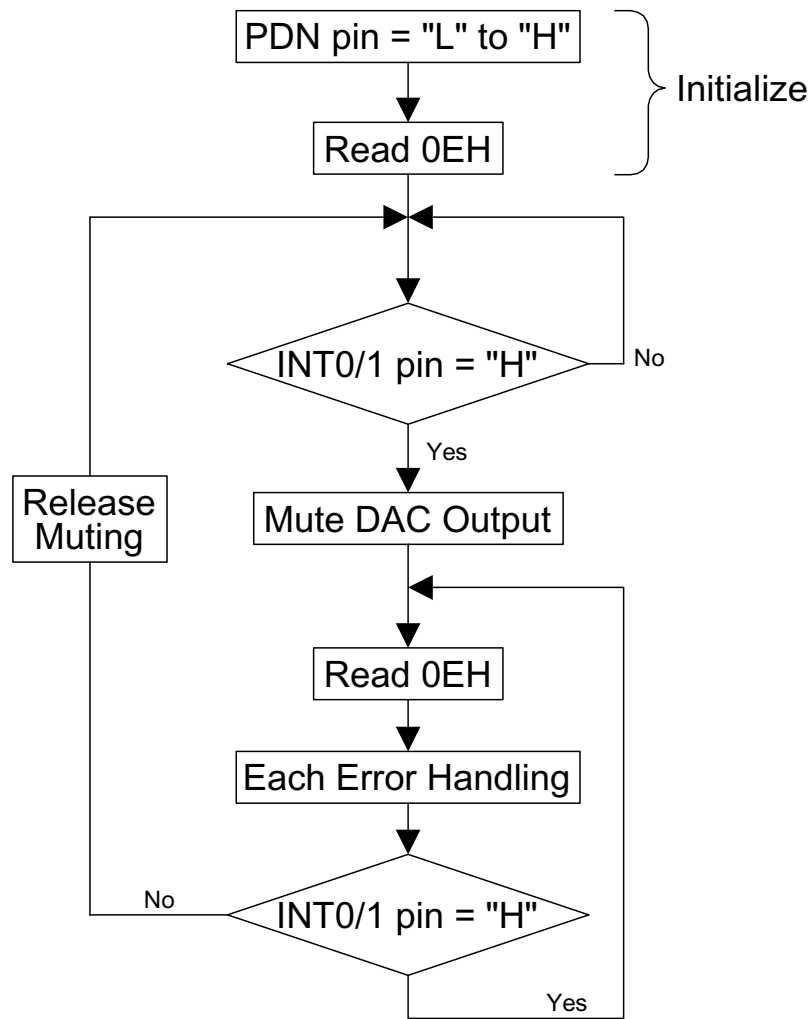 PDN pin = "L" to "H"
Initialize
Read 0EH
INT0/1 pin = "H"
No
Yes
Release
Muting
Mute DAC Output
Read 0EH
Each Error Handling
No
INT0/1 pin = "H"
Yes